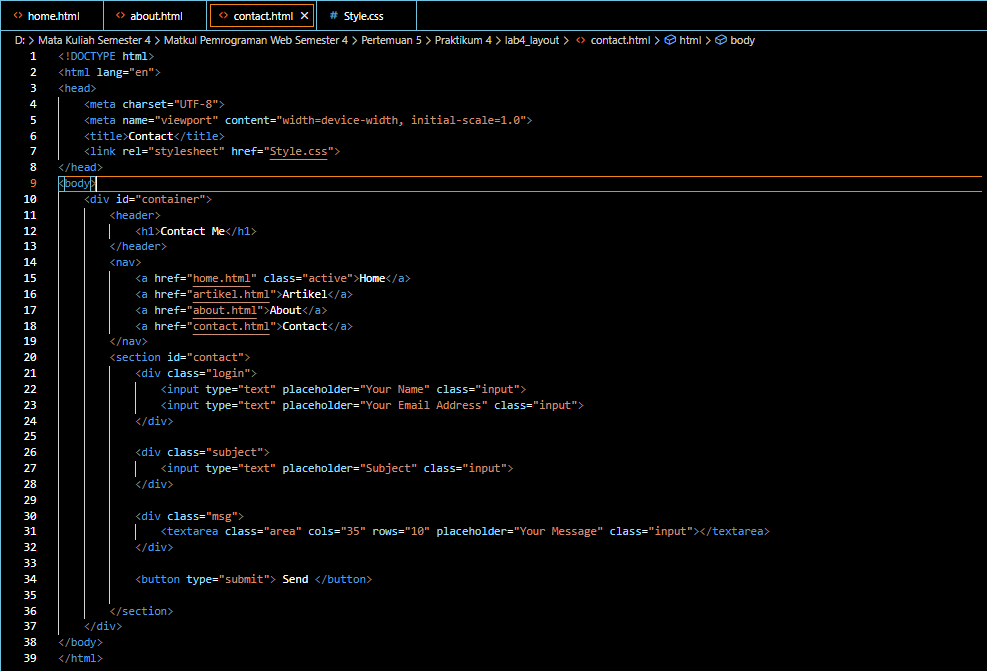 home.html about.html contact.html Style.css
D: > Mata Kuliah Semester 4 > Matkul Pemrograman Web Semester 4 > Pertemuan 5 > Praktikum 4 > lab4_layout > contact.html > html > body
1 <!DOCTYPE html>
2 <html lang="en">
3 <head>
4 <meta charset="UTF-8">
5 <meta name="viewport" content="width=device-width, initial-scale=1.0">
6 <title>Contact</title>
7 <link rel="stylesheet" href="Style.css">
8 </head>
9 <body>
10 <div id="container">
11 <header>
12 <h1>Contact Me</h1>
13 </header>
14 <nav>
15 <a href="home.html" class="active">Home</a>
16 <a href="artikel.html">Artikel</a>
17 <a href="about.html">About</a>
18 <a href="contact.html">Contact</a>
19 </nav>
20 <section id="contact">
21 <div class="login">
22 <input type="text" placeholder="Your Name" class="input">
23 <input type="text" placeholder="Your Email Address" class="input">
24 </div>
25
26 <div class="subject">
27 <input type="text" placeholder="Subject" class="input">
28 </div>
29
30 <div class="msg">
31 <textarea class="area" cols="35" rows="10" placeholder="Your Message" class="input"></textarea>
32 </div>
33
34 <button type="submit"> Send </button>
35
36 </section>
37 </div>
38 </body>
39 </html>